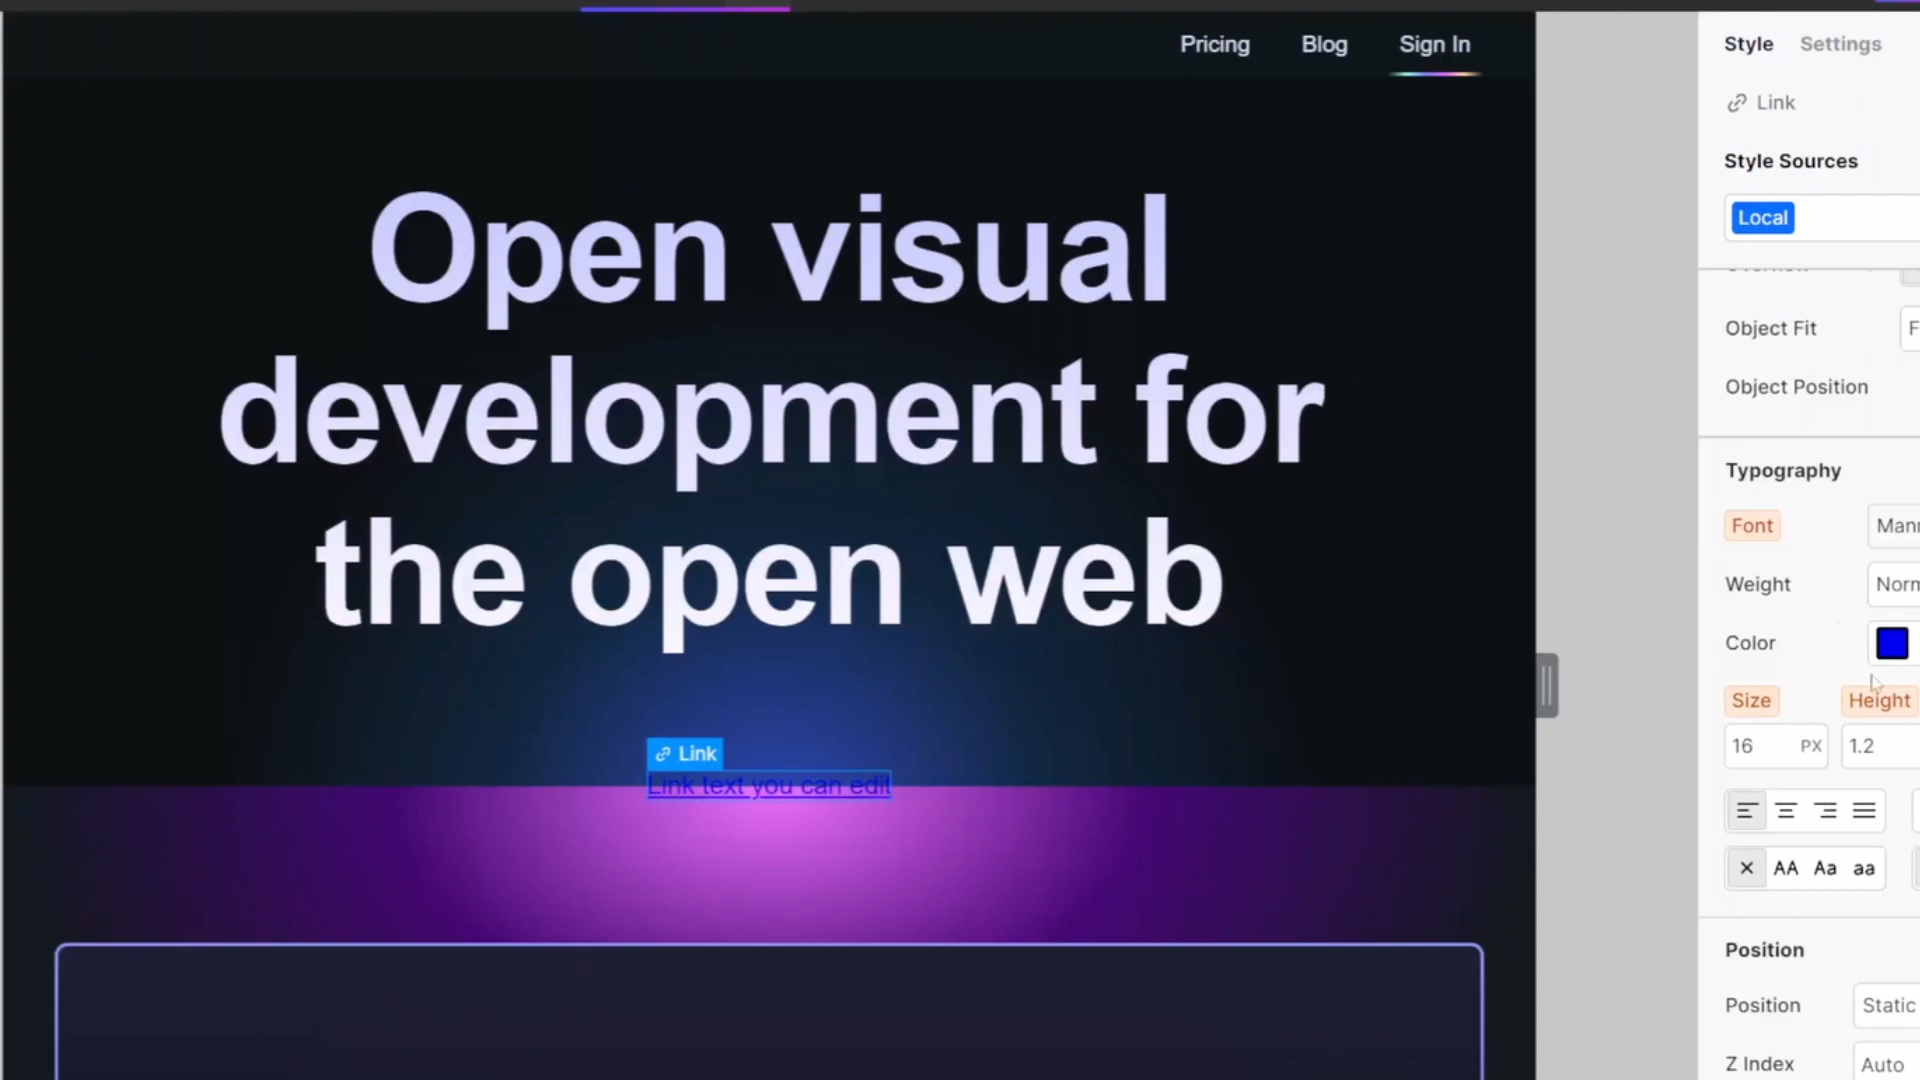 Pricing Blog Sign In
Open visual
development for
the open web
Link
Link text you can edit
Style Settings
Link
Style Sources
Local
Object Fit
Object Position
Typography
Font
Weight
Color
Size Height
16 PX 1.2
AA Aa aa
Position
Position Static
Z Index Auto